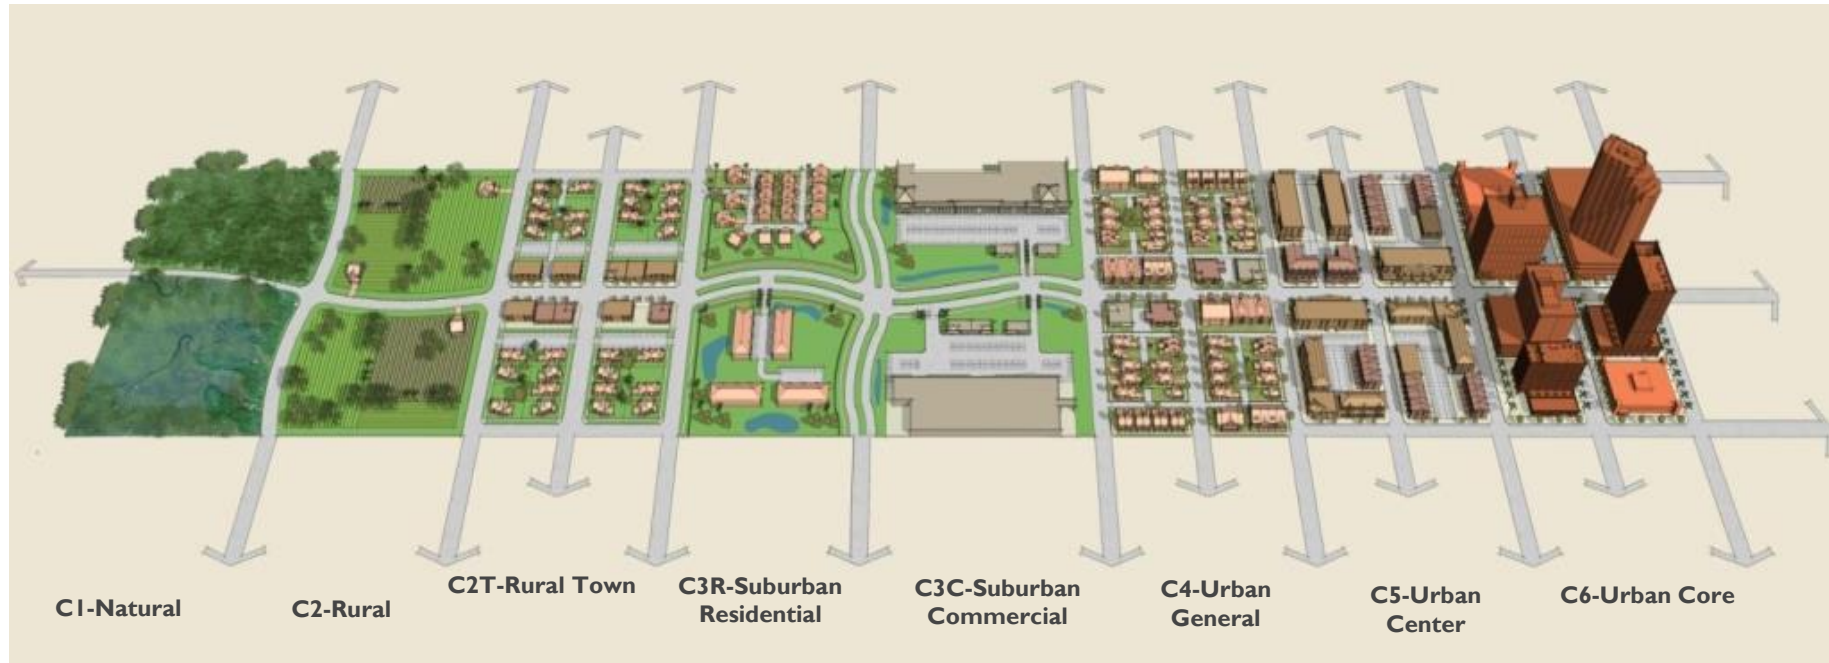 C1-Natural
C2-Rural
C2T-Rural Town
C3R-Suburban
Residential
C3C-Suburban
Commercial
C4-Urban
General
C5-Urban
Center
C6-Urban Core